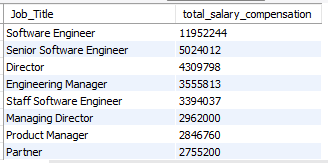 Job_Title total_salary_compensation
Software Engineer 11952244
Senior Software Engineer 5024012
Director 4309798
Engineering Manager 3555813
Staff Software Engineer 3394037
Managing Director 2962000
Product Manager 2846760
Partner 2755200